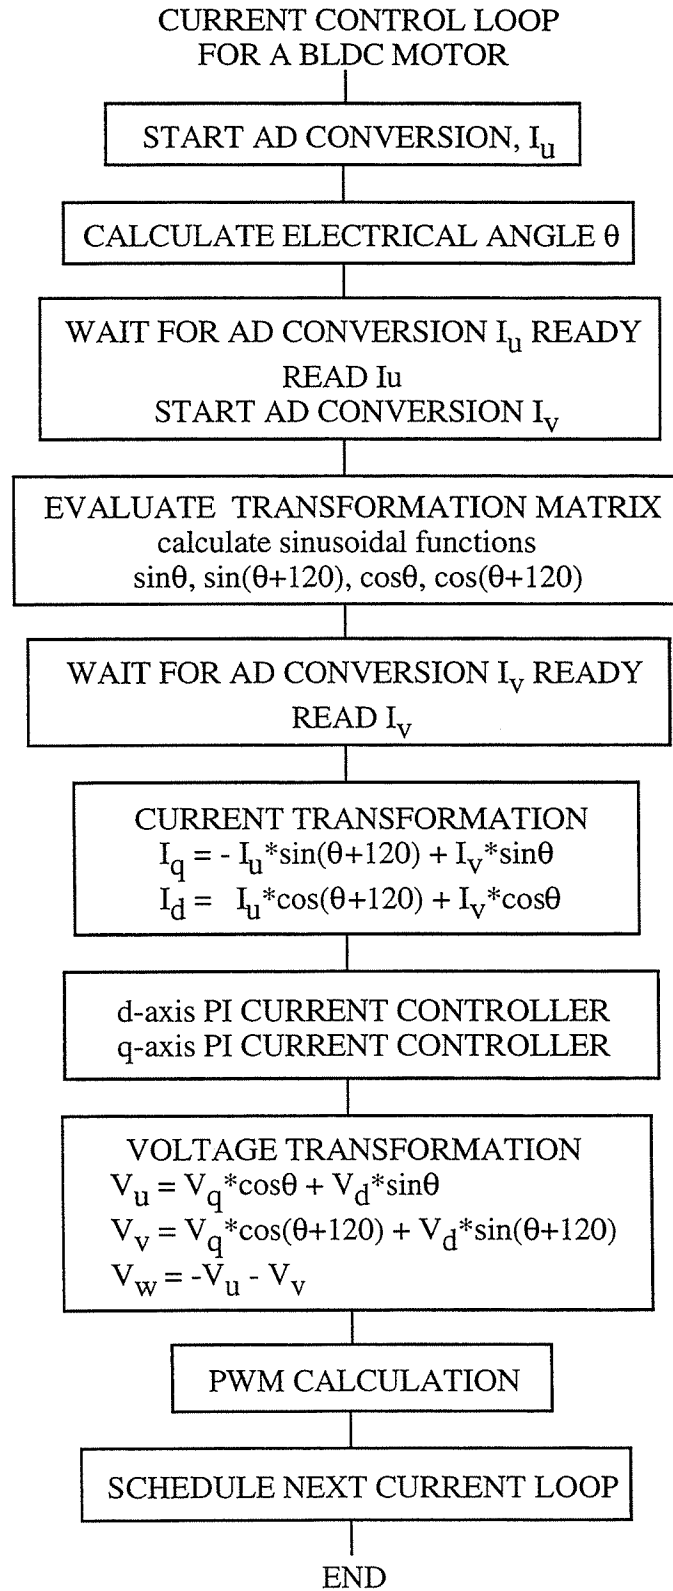 CURRENT CONTROL LOOP
FOR A BLDC MOTOR
START AD CONVERSION, Iu
CALCULATE ELECTRICAL ANGLE θ
WAIT FOR AD CONVERSION Iu READY
READ Iu
START AD CONVERSION Iv
EVALUATE TRANSFORMATION MATRIX
calculate sinusoidal functions
sinθ, sin(θ+120), cosθ, cos(θ+120)
WAIT FOR AD CONVERSION Iv READY
READ Iv
CURRENT TRANSFORMATION
Iq = - Iu*sin(θ+120) + Iv*sinθ
Id = Iu*cos(θ+120) + Iv*cosθ
d-axis PI CURRENT CONTROLLER
q-axis PI CURRENT CONTROLLER
VOLTAGE TRANSFORMATION
Vu = Vq*cosθ + Vd*sinθ
Vv = Vq*cos(θ+120) + Vd*sin(θ+120)
Vw = -Vu - Vv
PWM CALCULATION
SCHEDULE NEXT CURRENT LOOP
END